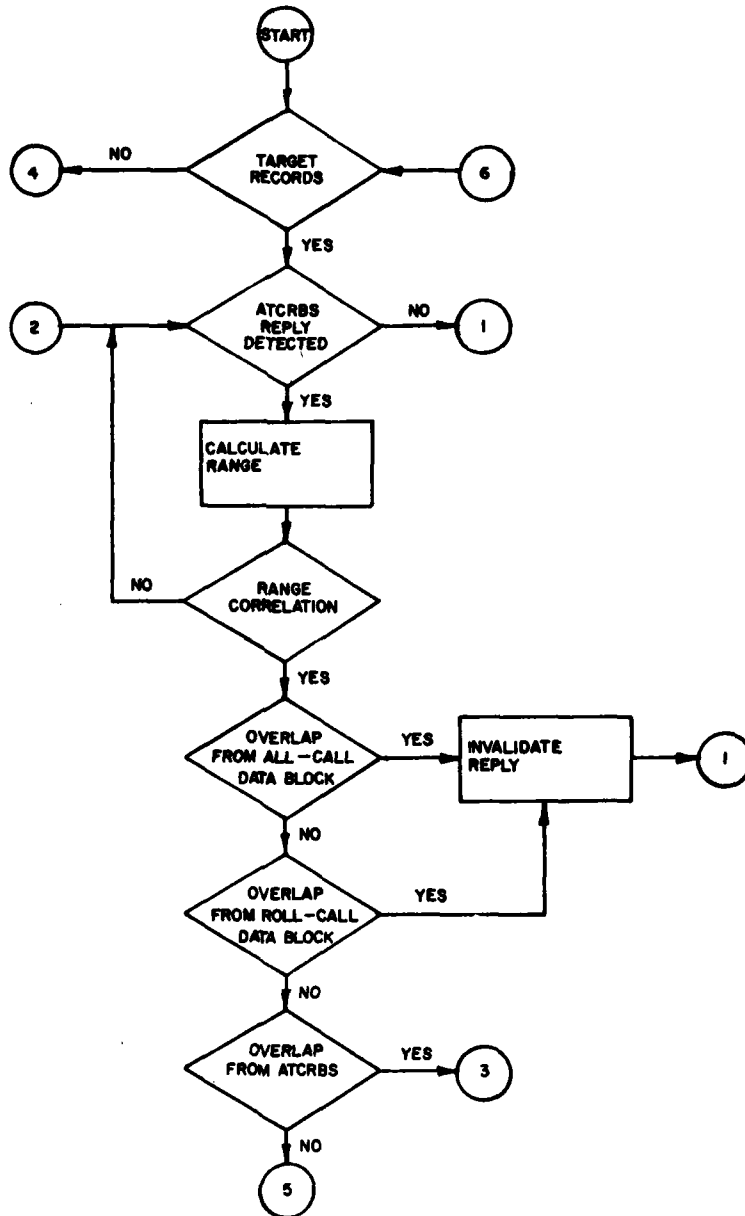 START
TARGET
RECORDS
NO
4
6
YES
ATCRBS
REPLY
DETECTED
2
NO
1
YES
CALCULATE
RANGE
RANGE
CORRELATION
NO
YES
OVERLAP
FROM ALL-CALL
DATA BLOCK
YES
INVALIDATE
REPLY
1
NO
OVERLAP
FROM ROLL-CALL
DATA BLOCK
YES
NO
OVERLAP
FROM ATCRBS
YES
3
NO
5